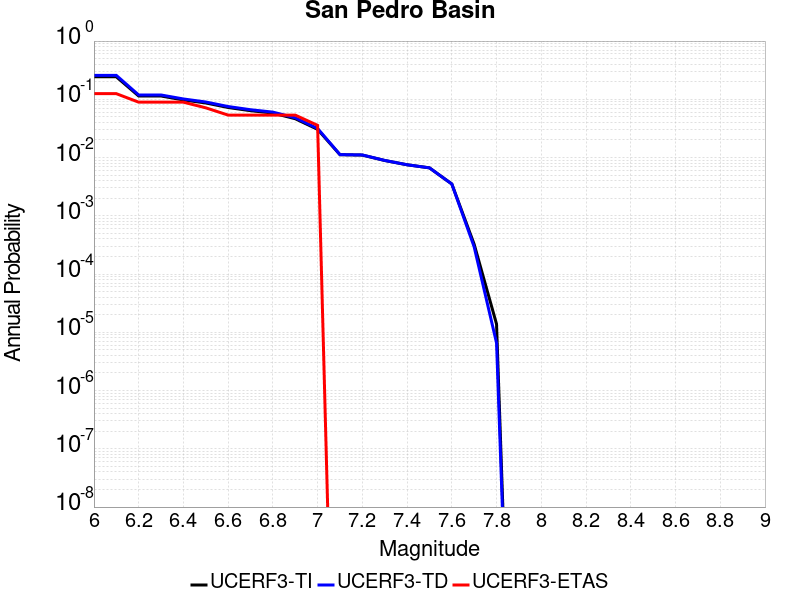 San Pedro Basin
10^0
10^-1
10^-2
10^-3
10^-4
10^-5
10^-6
10^-7
10^-8
Annual Probability
6 6.2 6.4 6.6 6.8 7 7.2 7.4 7.6 7.8 8 8.2 8.4 8.6 8.8 9
Magnitude
UCERF3-TI UCERF3-TD UCERF3-ETAS